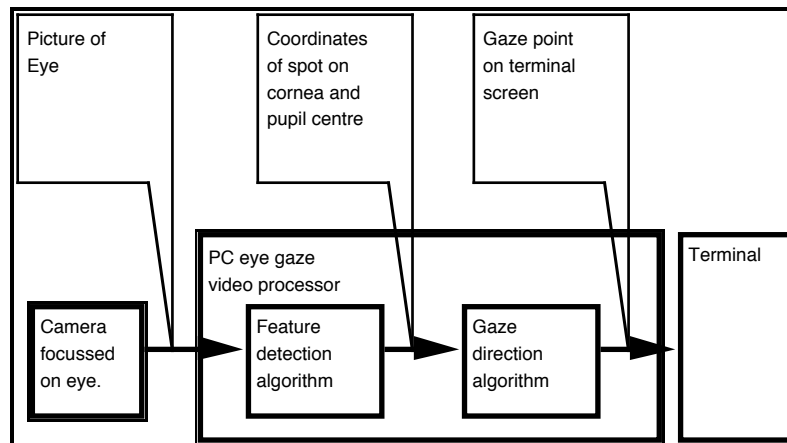 Picture of
Eye
Coordinates
of spot on
cornea and
pupil centre
Gaze point
on terminal
screen
PC eye gaze
video processor
Terminal
Camera
focussed
on eye.
Feature
detection
algorithm
Gaze
direction
algorithm